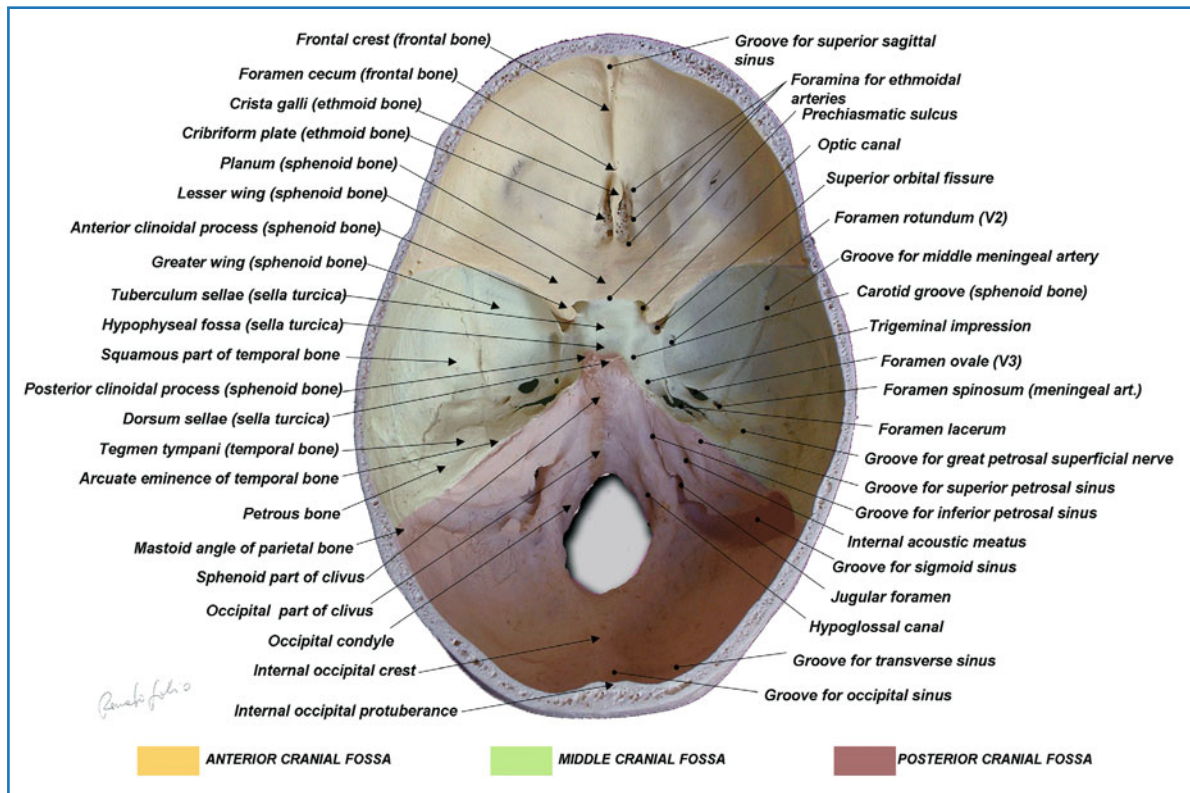 Frontal crest (frontal bone)
Foramen cecum (frontal bone)
Crista galli (ethmoid bone)
Cribriform plate (ethmoid bone)
Planum (sphenoid bone)
Lesser wing (sphenoid bone)
Anterior clinoidal process (sphenoid bone)
Greater wing (sphenoid bone)
Tuberculum sellae (sella turcica)
Hypophyseal fossa (sella turcica)
Squamous part of temporal bone
Posterior clinoidal process (sphenoid bone)
Dorsum sellae (sella turcica)
Tegmen tympani (temporal bone)
Arcuate eminence of temporal bone
Petrous bone
Mastoid angle of parietal bone
Sphenoid part of clivus
Occipital part of clivus
Occipital condyle
Internal occipital crest
Internal occipital protuberance
Groove for superior sagittal
sinus
Foramina for ethmoidal
arteries
Prechiasmatic sulcus
Optic canal
Superior orbital fissure
Foramen rotundum (V2)
Groove for middle meningeal artery
Carotid groove (sphenoid bone)
Trigeminal impression
Foramen ovale (V3)
Foramen spinosum (meningeal art.)
Foramen lacerum
Groove for great petrosal superficial nerve
Groove for superior petrosal sinus
Groove for inferior petrosal sinus
Internal acoustic meatus
Groove for sigmoid sinus
Jugular foramen
Hypoglossal canal
Groove for transverse sinus
Groove for occipital sinus
ANTERIOR CRANIAL FOSSA
MIDDLE CRANIAL FOSSA
POSTERIOR CRANIAL FOSSA